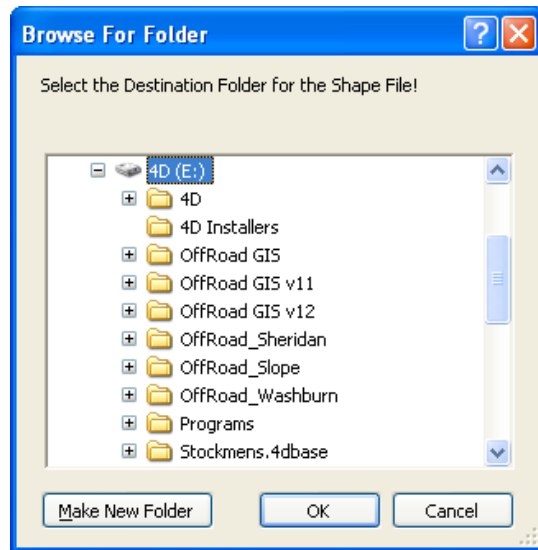 Browse For Folder
Select the Destination Folder for the Shape File!
4D (E:)
4D
4D Installers
OffRoad GIS
OffRoad GIS v11
OffRoad GIS v12
OffRoad_Sheridan
OffRoad_Slope
OffRoad_Washburn
Programs
Stockmens.4dbase
Make New Folder OK Cancel